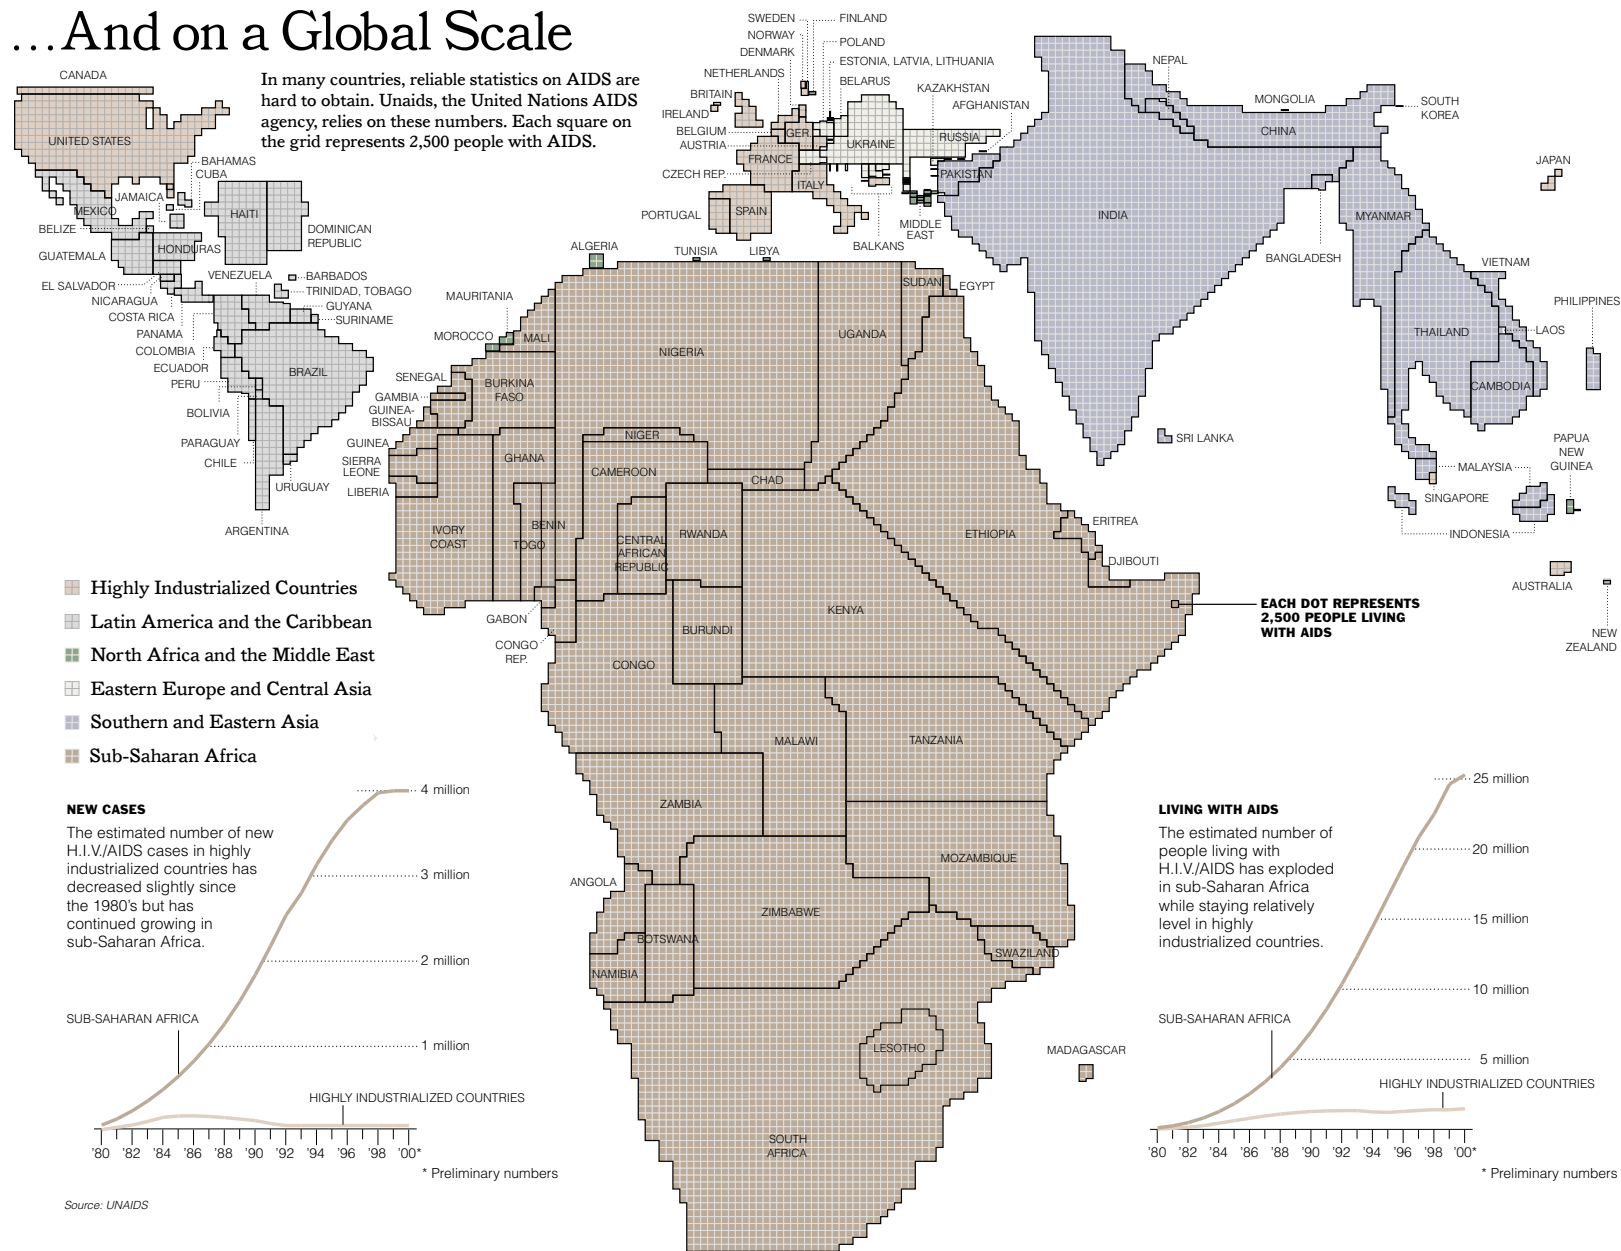 ...And on a Global Scale
In many countries, reliable statistics on AIDS are
hard to obtain. Unaids, the United Nations AIDS
agency, relies on these numbers. Each square on
the grid represents 2,500 people with AIDS.
CANADA
UNITED STATES
BAHAMAS
CUBA
JAMAICA
MEXICO
HAITI
DOMINICAN
REPUBLIC
BELIZE
HONDURAS
GUATEMALA
VENEZUELA
BARBADOS
EL SALVADOR
TRINIDAD, TOBAGO
NICARAGUA
GUYANA
COSTA RICA
SURINAME
PANAMA
COLOMBIA
ECUADOR
BRAZIL
PERU
BOLIVIA
PARAGUAY
CHILE
URUGUAY
ARGENTINA
SWEDEN
FINLAND
NORWAY
POLAND
DENMARK
ESTONIA, LATVIA, LITHUANIA
NETHERLANDS
BELARUS
BRITAIN
KAZAKHSTAN
IRELAND
AFGHANISTAN
BELGIUM
GER.
RUSSIA
AUSTRIA
UKRAINE
FRANCE
CZECH REP.
PAKISTAN
ITALY
PORTUGAL
SPAIN
MIDDLE
EAST
BALKANS
NEPAL
MONGOLIA
SOUTH
KOREA
CHINA
JAPAN
INDIA
MYANMAR
BANGLADESH
VIETNAM
PHILIPPINES
THAILAND
LAOS
CAMBODIA
SRI LANKA
PAPUA
NEW
GUINEA
MALAYSIA
SINGAPORE
INDONESIA
AUSTRALIA
NEW
ZEALAND
ALGERIA
TUNISIA
LIBYA
SUDAN
EGYPT
MAURITANIA
MOROCCO
MALI
NIGERIA
UGANDA
SENEGAL
BURKINA
FASO
GAMBIA
GUINEA-
BISSAU
GUINEA
NIGER
SIERRA
LEONE
GHANA
CAMEROON
CHAD
LIBERIA
IVORY
COAST
BENIN
TOGO
CENTRAL
AFRICAN
REPUBLIC
RWANDA
ETHIOPIA
ERITREA
DJIBOUTI
GABON
KENYA
BURUNDI
CONGO
REP.
CONGO
MALAWI
TANZANIA
ZAMBIA
MOZAMBIQUE
ANGOLA
ZIMBABWE
BOTSWANA
SWAZILAND
NAMIBIA
LESOTHO
MADAGASCAR
SOUTH
AFRICA
EACH DOT REPRESENTS
2,500 PEOPLE LIVING
WITH AIDS
Highly Industrialized Countries
Latin America and the Caribbean
North Africa and the Middle East
Eastern Europe and Central Asia
Southern and Eastern Asia
Sub-Saharan Africa
NEW CASES
The estimated number of new
H.I.V./AIDS cases in highly
industrialized countries has
decreased slightly since
the 1980's but has
continued growing in
sub-Saharan Africa.
4 million
3 million
2 million
1 million
SUB-SAHARAN AFRICA
HIGHLY INDUSTRIALIZED COUNTRIES
'80 '82 '84 '86 '88 '90 '92 '94 '96 '98 '00*
* Preliminary numbers
Source: UNAIDS
LIVING WITH AIDS
The estimated number of
people living with
H.I.V./AIDS has exploded
in sub-Saharan Africa
while staying relatively
level in highly
industrialized countries.
25 million
20 million
15 million
10 million
5 million
SUB-SAHARAN AFRICA
HIGHLY INDUSTRIALIZED COUNTRIES
'80 '82 '84 '86 '88 '90 '92 '94 '96 '98 '00*
* Preliminary numbers